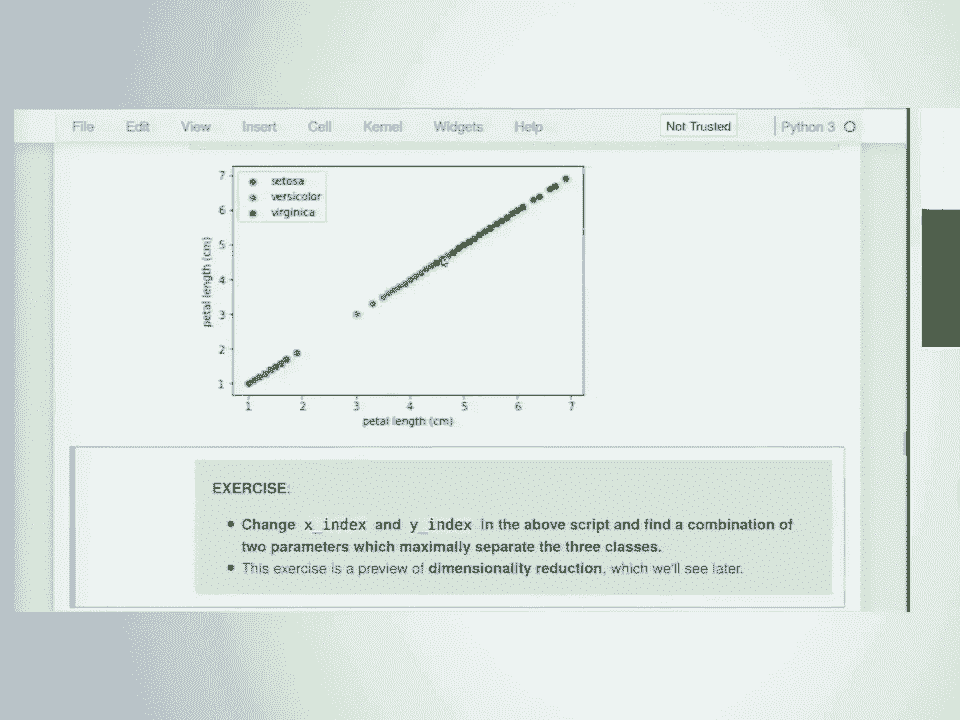 File Edit View Insert Cell Kernel Widgets Help Not Trusted Python 3
setosa
versicolor
virginica
7
6
5
4
3
2
1
petal length (cm)
1 2 3 4 5 6 7
petal length (cm)
EXERCISE:
Change x_index and y_index in the above script and find a combination of
two parameters which maximally separate the three classes.
This exercise is a preview of dimensionality reduction, which we'll see later.